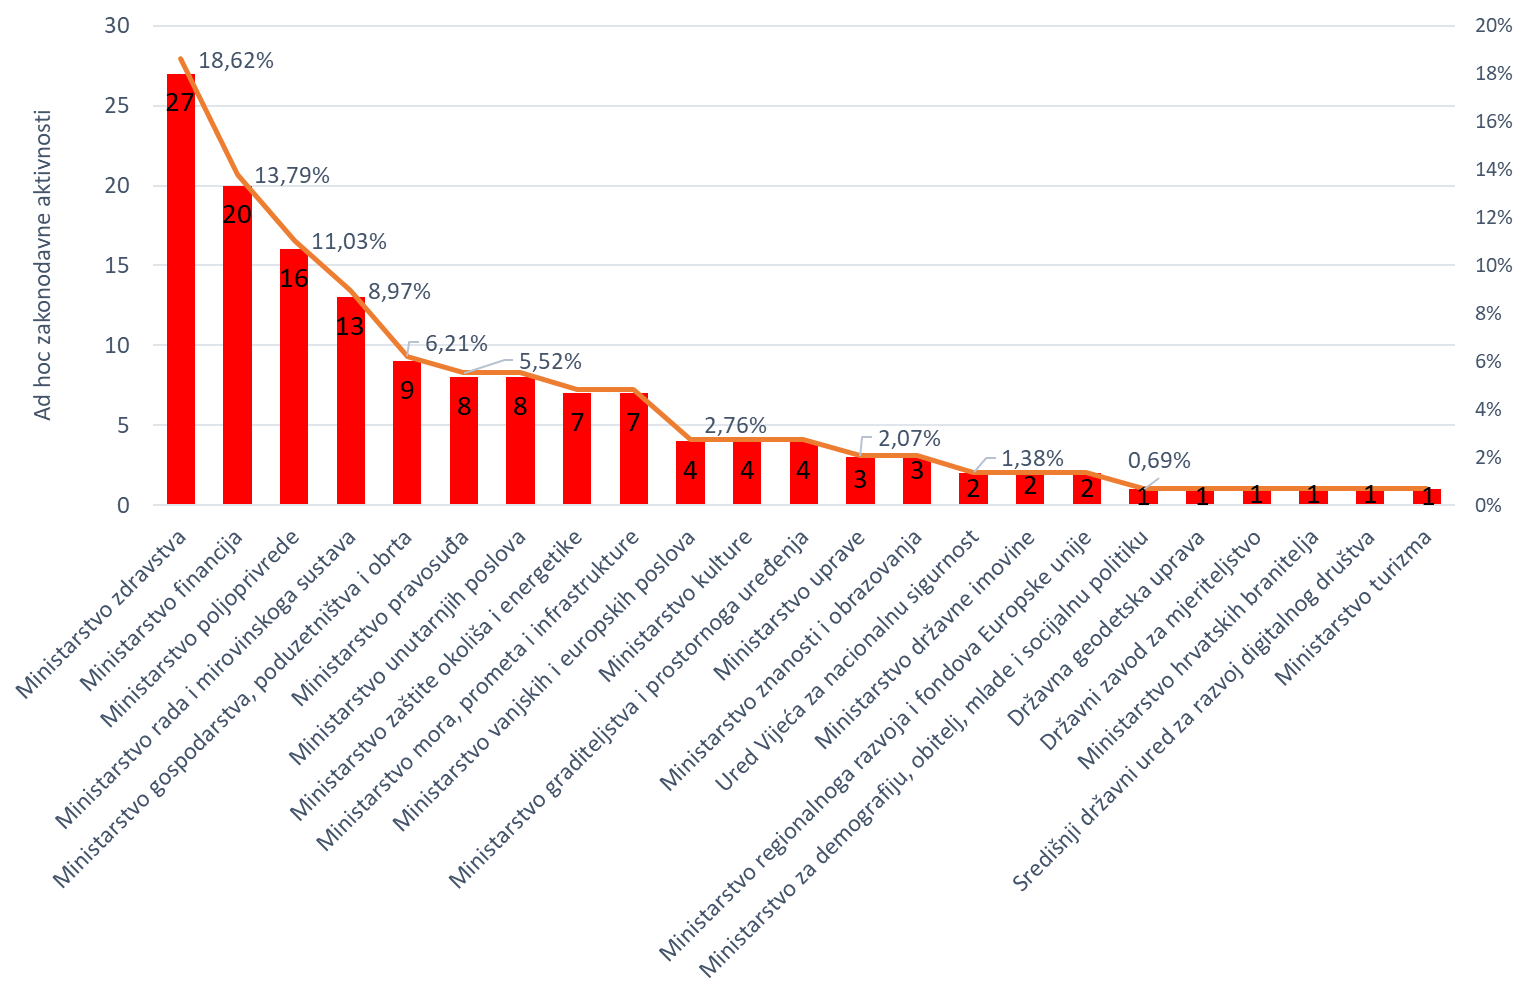 30
25
20
15
10
5
0
Ad hoc zakonodavne aktivnosti
20%
18%
16%
14%
12%
10%
8%
6%
4%
2%
0%
18,62%
13,79%
11,03%
8,97%
6,21%
5,52%
2,76%
2,07%
1,38%
0,69%
27
20
16
13
9
8
8
7
7
4
4
4
3
3
2
2
2
1
1
1
1
1
1
Ministarstvo zdravstva
Ministarstvo financija
Ministarstvo poljoprivrede
Ministarstvo rada i mirovinskoga sustava
Ministarstvo gospodarstva, poduzetništva i obrta
Ministarstvo pravosuđa
Ministarstvo unutarnjih poslova
Ministarstvo zaštite okoliša i energetike
Ministarstvo mora, prometa i infrastrukture
Ministarstvo vanjskih i europskih poslova
Ministarstvo kulture
Ministarstvo graditeljstva i prostornoga uređenja
Ministarstvo uprave
Ministarstvo znanosti i obrazovanja
Ured Vijeća za nacionalnu sigurnost
Ministarstvo državne imovine
Ministarstvo regionalnoga razvoja i fondova Europske unije
Ministarstvo za demografiju, obitelj, mlade i socijalnu politiku
Državna geodetska uprava
Državni zavod za mjeriteljstvo
Ministarstvo hrvatskih branitelja
Središnji državni ured za razvoj digitalnog društva
Ministarstvo turizma